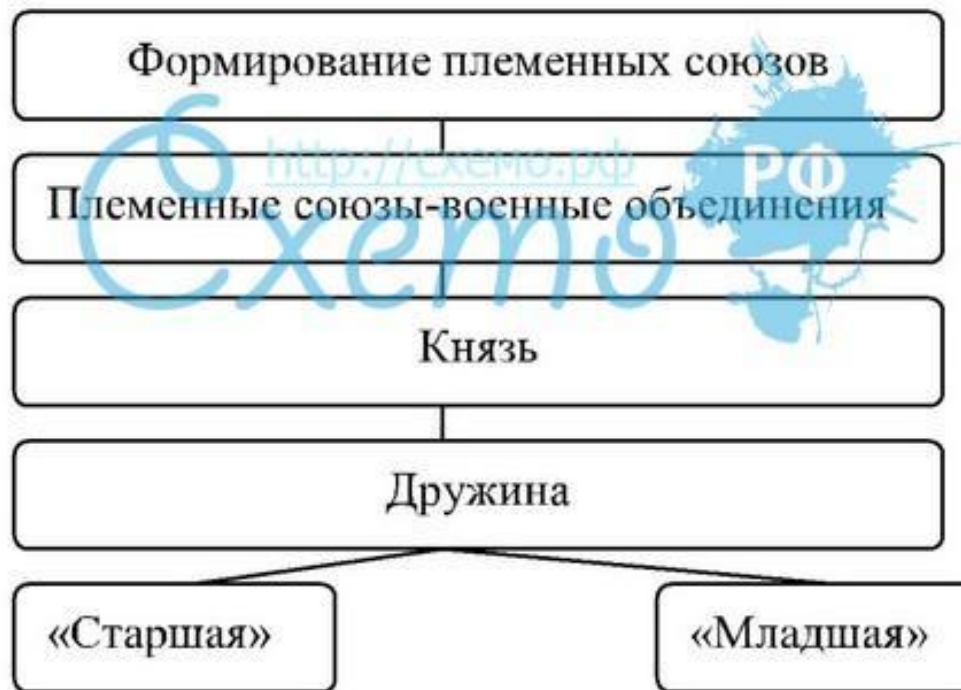 Формирование племенных союзов
http://схемо.рф
РФ
Племенные союзы-военные объединения
Схемо
Князь
Дружина
«Старшая»
«Младшая»